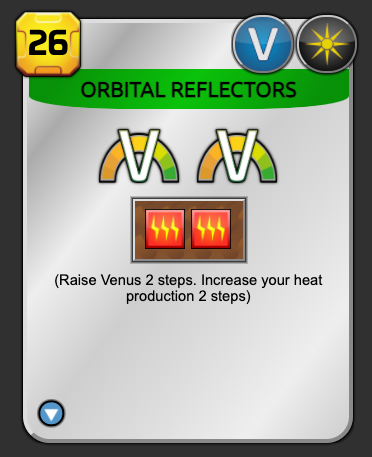 26
V
ORBITAL REFLECTORS
V V
(Raise Venus 2 steps. Increase your heat
production 2 steps)